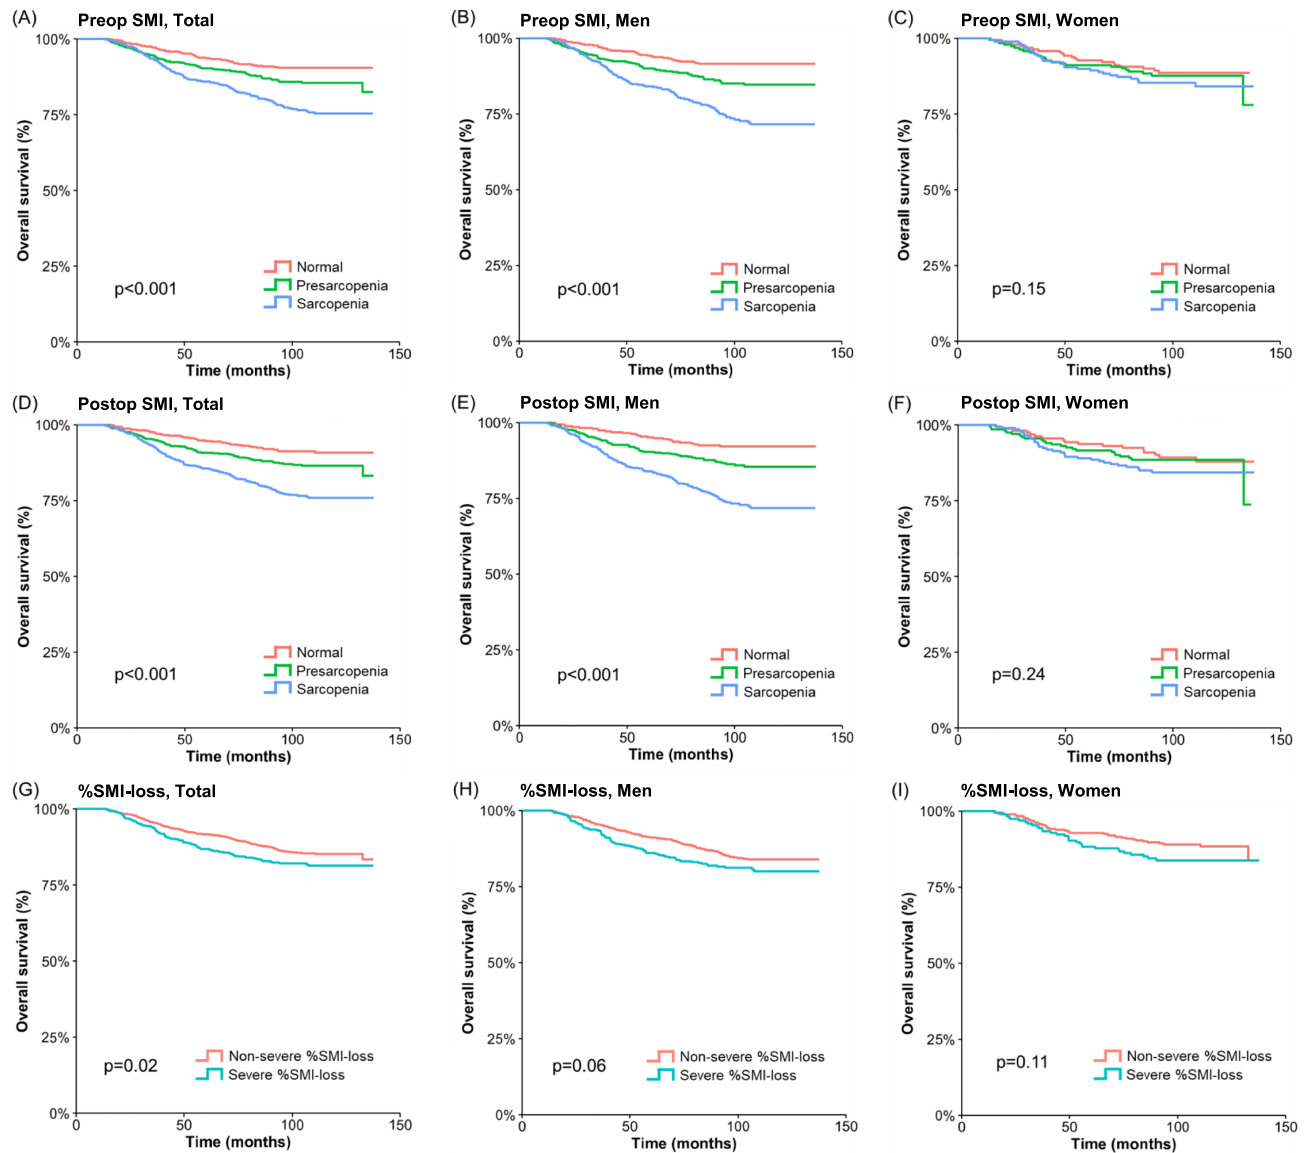 (A) Preop SMI, Total
100%
75%
50%
25%
0%
Overall survival (%)
Normal
Presarcopenia
Sarcopenia
p<0.001
0 50 100 150
Time (months)
(B) Preop SMI, Men
100%
75%
50%
25%
0%
Overall survival (%)
Normal
Presarcopenia
Sarcopenia
p<0.001
0 50 100 150
Time (months)
(C) Preop SMI, Women
100%
75%
50%
25%
0%
Overall survival (%)
Normal
Presarcopenia
Sarcopenia
p=0.15
0 50 100 150
Time (months)
(D) Postop SMI, Total
100%
75%
50%
25%
0%
Overall survival (%)
Normal
Presarcopenia
Sarcopenia
p<0.001
0 50 100 150
Time (months)
(E) Postop SMI, Men
100%
75%
50%
25%
0%
Overall survival (%)
Normal
Presarcopenia
Sarcopenia
p<0.001
0 50 100 150
Time (months)
(F) Postop SMI, Women
100%
75%
50%
25%
0%
Overall survival (%)
Normal
Presarcopenia
Sarcopenia
p=0.24
0 50 100 150
Time (months)
(G) %SMI-loss, Total
100%
75%
50%
25%
0%
Overall survival (%)
Non-severe %SMI-loss
Severe %SMI-loss
p=0.02
0 50 100 150
Time (months)
(H) %SMI-loss, Men
100%
75%
50%
25%
0%
Overall survival (%)
Non-severe %SMI-loss
Severe %SMI-loss
p=0.06
0 50 100 150
Time (months)
(I) %SMI-loss, Women
100%
75%
50%
25%
0%
Overall survival (%)
Non-severe %SMI-loss
Severe %SMI-loss
p=0.11
0 50 100 150
Time (months)